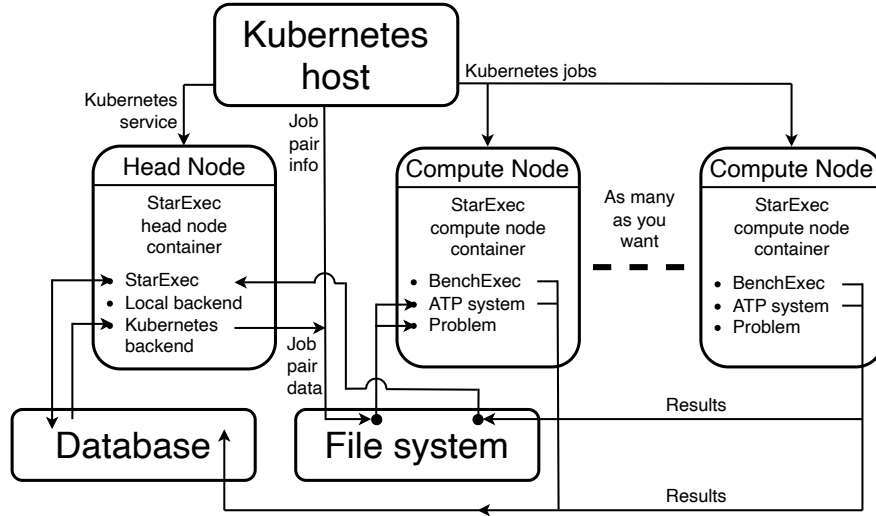 Kubernetes
host
Kubernetes jobs
Kubernetes
service
Job
pair
info
Head Node
StarExec
head node
container
• StarExec
• Local backend
• Kubernetes
backend
Compute Node
StarExec
compute node
container
• BenchExec
• ATP system
• Problem
As many
as you
want
Compute Node
StarExec
compute node
container
• BenchExec
• ATP system
• Problem
Job
pair
data
Database
File system
Results
Results